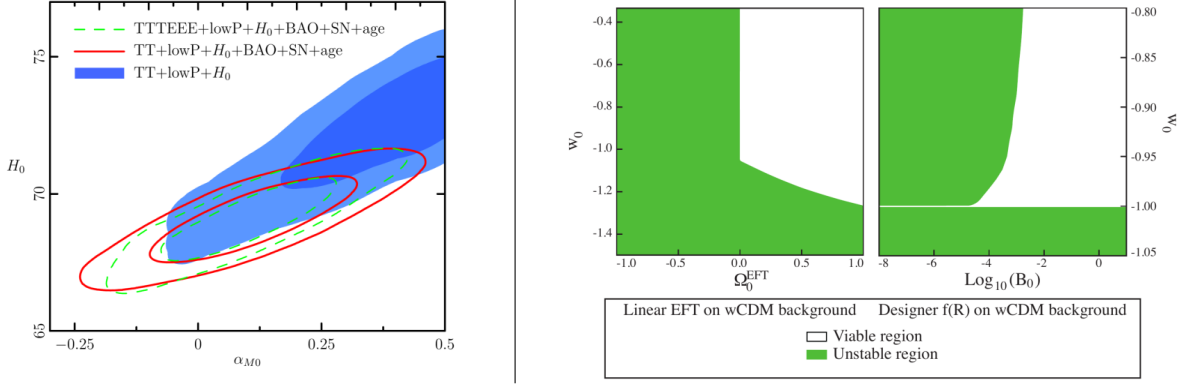 TTTEEE+lowP+H₀+BAO+SN+age
TT+lowP+H₀+BAO+SN+age
TT+lowP+H₀
75
70
65
H₀
-0.25
0
0.25
0.5
α_M0
-0.4
-0.6
-0.8
-1.0
-1.2
-1.4
w₀
-1.0
-0.5
0.0
0.5
1.0
Ω₀^EFT
-8
-6
-4
-2
0
Log₁₀(B₀)
-0.80
-0.85
-0.90
-0.95
-1.00
-1.05
w₀
Linear EFT on wCDM background
Designer f(R) on wCDM background
Viable region
Unstable region